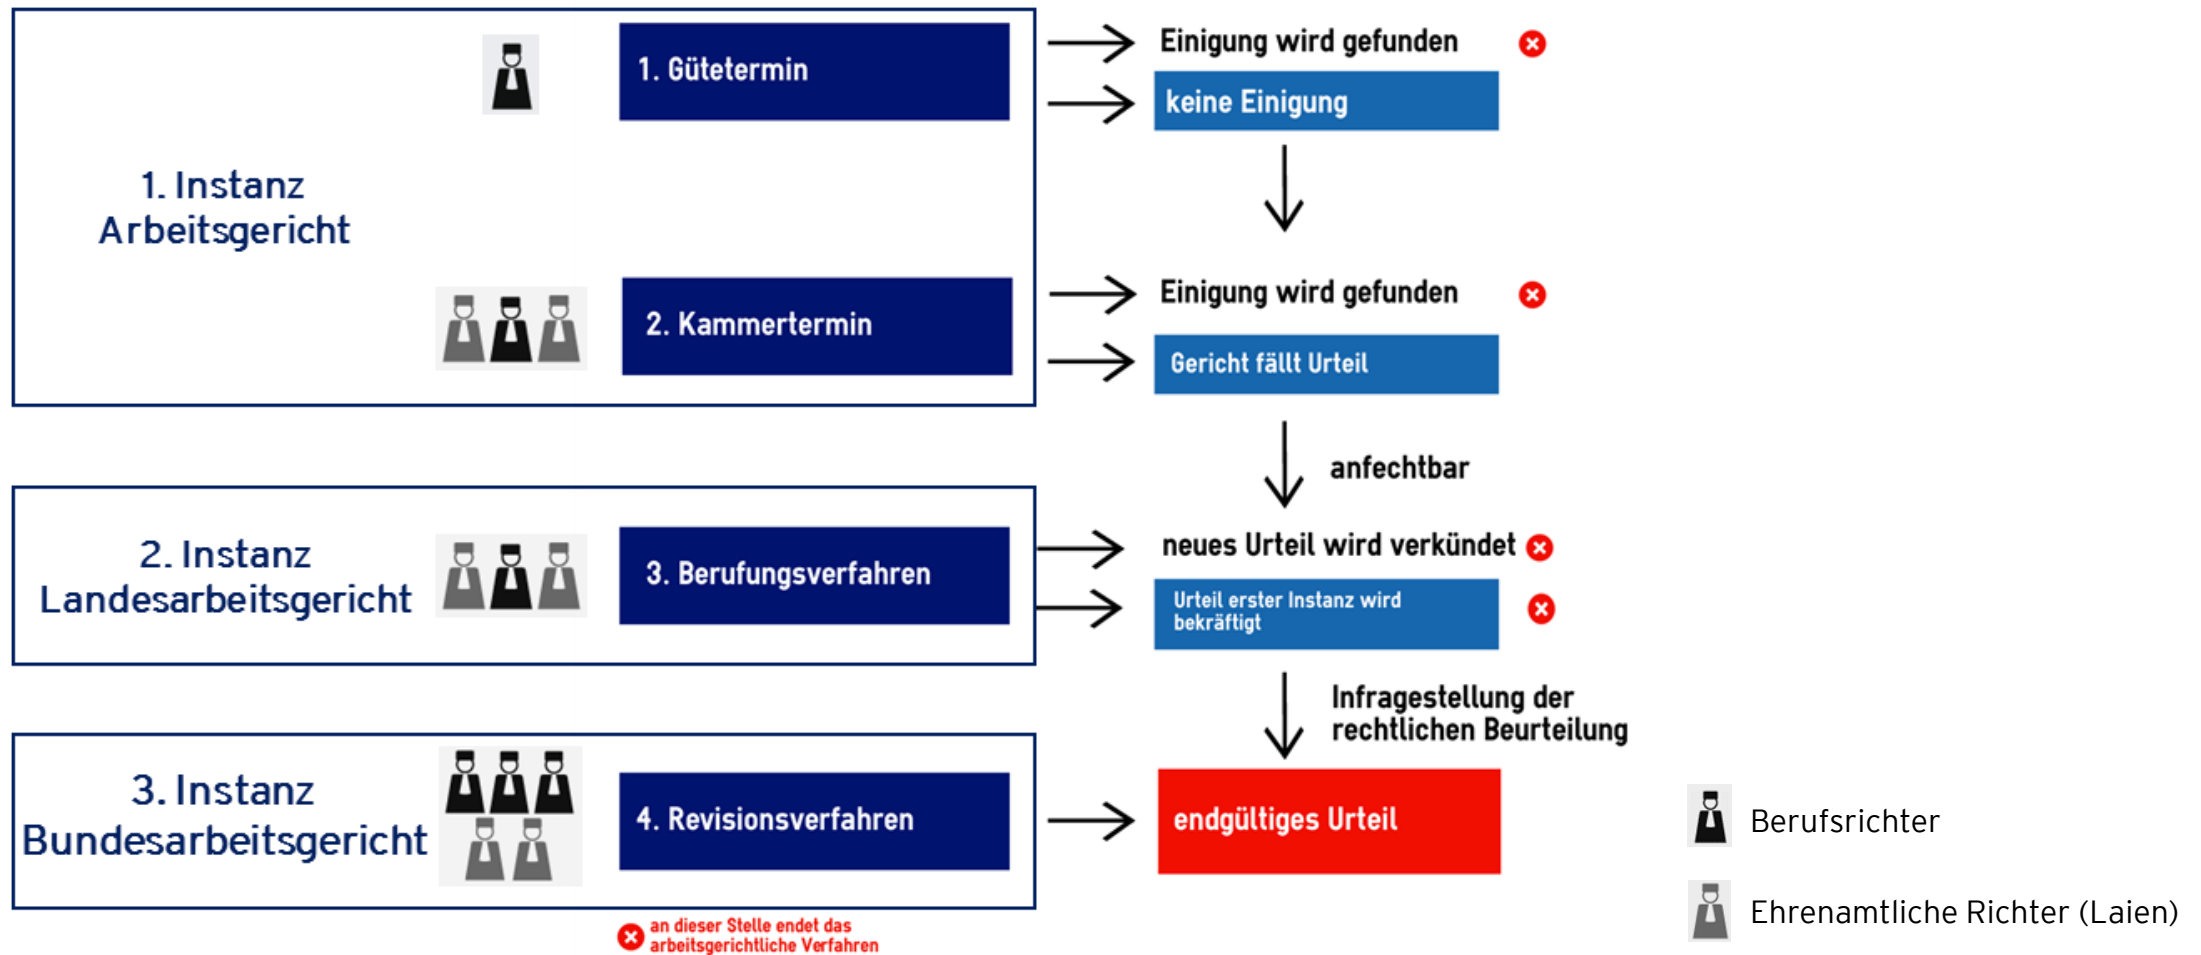 1. Instanz
Arbeitsgericht
1. Gütetermin
Einigung wird gefunden
keine Einigung
2. Kammertermin
Einigung wird gefunden
Gericht fällt Urteil
anfechtbar
2. Instanz
Landesarbeitsgericht
3. Berufungsverfahren
neues Urteil wird verkündet
Urteil erster Instanz wird
bekräftigt
Infragestellung der
rechtlichen Beurteilung
3. Instanz
Bundesarbeitsgericht
4. Revisionsverfahren
endgültiges Urteil
an dieser Stelle endet das
arbeitsgerichtliche Verfahren
Berufsrichter
Ehrenamtliche Richter (Laien)